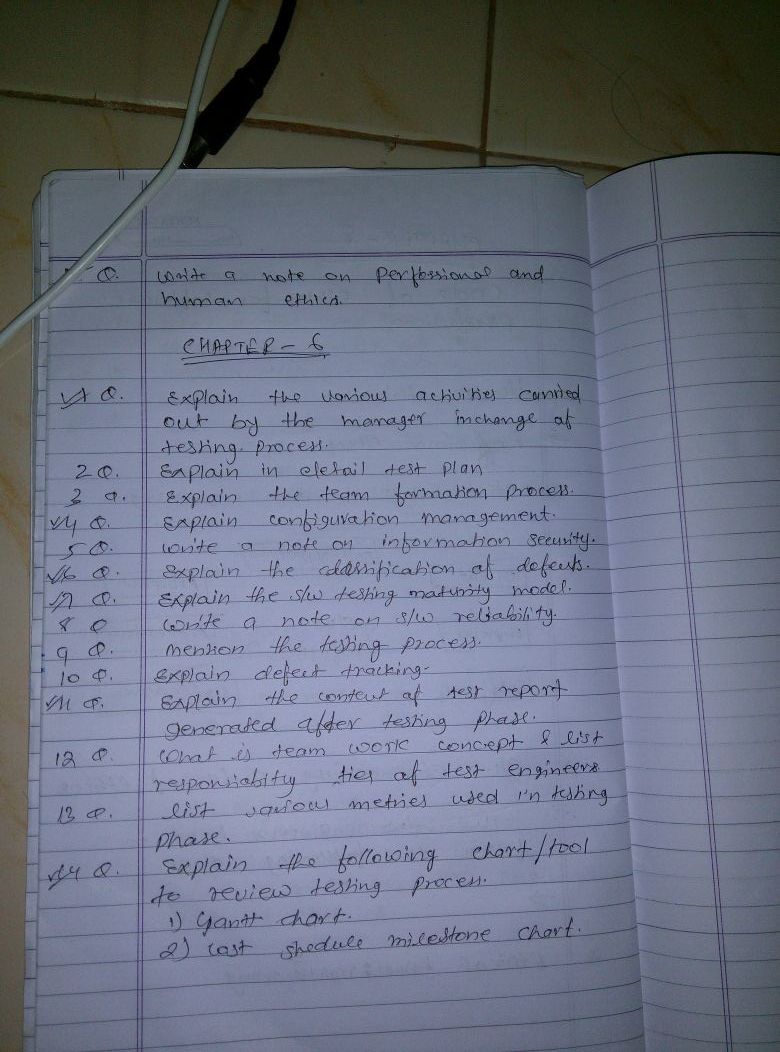 Q. Write a note on Perfessional and
human ethics.
CHAPTER - 6
1 Q. Explain the various activities carried
out by the manager incharge of
testing process.
2 Q. Explain in detail test plan
3 Q. Explain the team formation process.
4 Q. Explain configuration management.
5 Q. Write a note on information security.
6 Q. Explain the classification of defects.
7 Q. Explain the s/w testing maturity model.
8 Q Write a note on s/w reliability.
9 Q. mention the testing process.
10 Q. Explain defect tracking.
11 Q. Explain the content of test report
generated after testing phase.
12 Q. What is team work concept & list
responsiability ties of test engineers
13 Q. list various metries used in testing
phase.
14 Q. Explain the following chart/tool
to review testing process.
1) Gantt chart.
2) Cost shedule milestone chart.